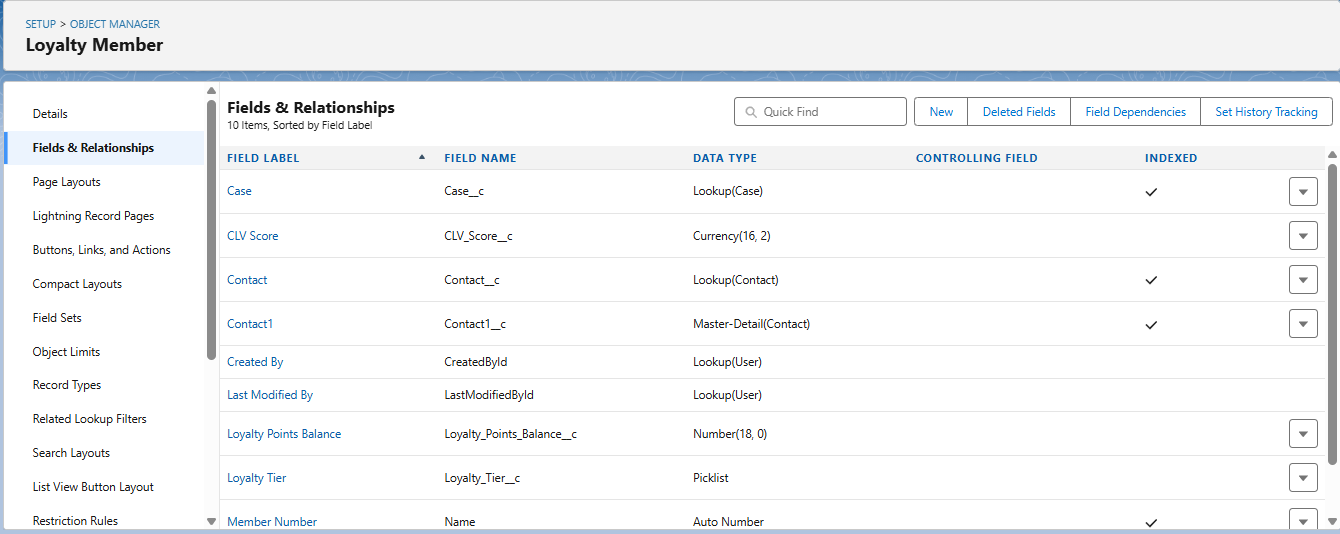 SETUP > OBJECT MANAGER
Loyalty Member
Details
Fields & Relationships
Page Layouts
Lightning Record Pages
Buttons, Links, and Actions
Compact Layouts
Field Sets
Object Limits
Record Types
Related Lookup Filters
Search Layouts
List View Button Layout
Restriction Rules
Fields & Relationships
10 Items, Sorted by Field Label
Quick Find
New
Deleted Fields
Field Dependencies
Set History Tracking
FIELD LABEL FIELD NAME DATA TYPE CONTROLLING FIELD INDEXED
Case Case__c Lookup(Case)
CLV Score CLV_Score__c Currency(16, 2)
Contact Contact__c Lookup(Contact)
Contact1 Contact1__c Master-Detail(Contact)
Created By CreatedById Lookup(User)
Last Modified By LastModifiedById Lookup(User)
Loyalty Points Balance Loyalty_Points_Balance__c Number(18, 0)
Loyalty Tier Loyalty_Tier__c Picklist
Member Number Name Auto Number